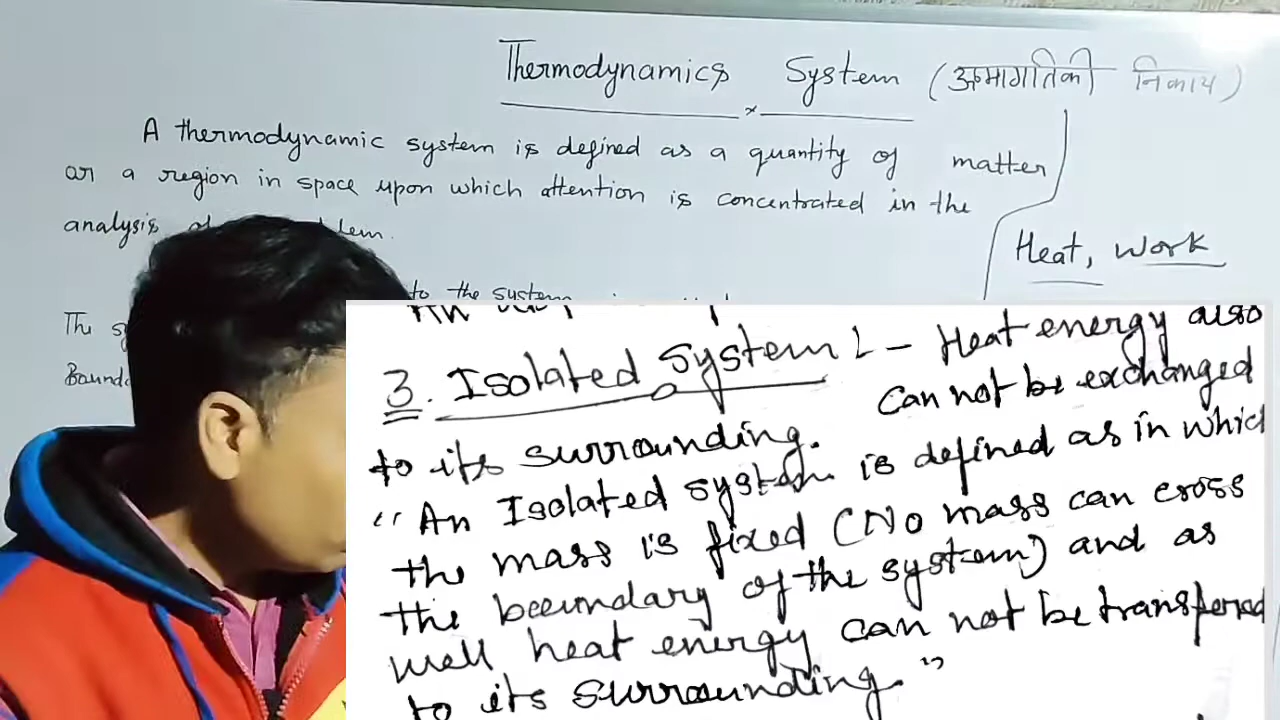 Thermodynamics System (ऊष्मागतिकी निकाय)
A thermodynamic system is defined as a quantity of matter
or a region in space upon which attention is concentrated in the
analysis of
Heat, Work
to the system
The
An
3. Isolated System :- Heat energy also
can not be exchanged
to its surrounding.
"An Isolated system is defined as in which
the mass is fixed (No mass can cross
the boundary of the system) and as
well heat energy can not be transfered
to its surrounding."